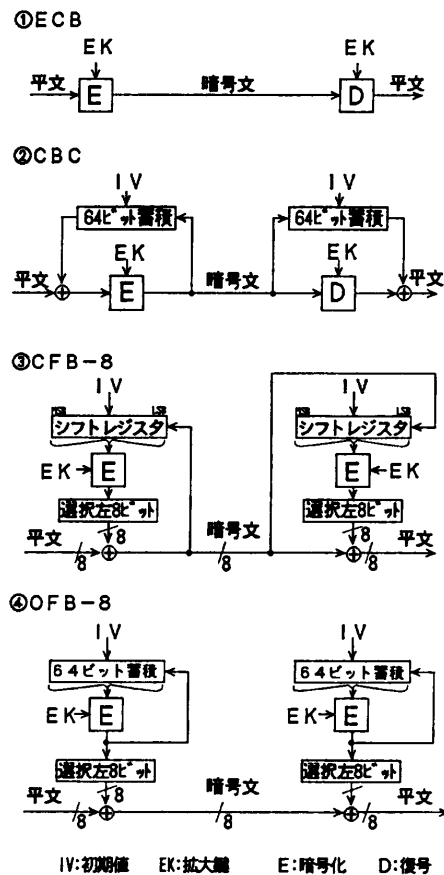 ①ECB
EK EK
平文 E 暗号文 D 平文
②CBC
IV IV
64ビット蓄積 64ビット蓄積
EK EK
平文 E 暗号文 D 平文
③CFB-8
IV IV
MSB LSB MSB LSB
シフトレジスタ シフトレジスタ
EK E E EK
選択左8ビット 選択左8ビット
8 8
平文 暗号文 平文
8 8 8
④OFB-8
IV IV
64ビット蓄積 64ビット蓄積
EK E EK E
選択左8ビット 選択左8ビット
8 8
平文 暗号文 平文
8 8 8
IV:初期値 EK:拡大鍵 E:暗号化 D:復号